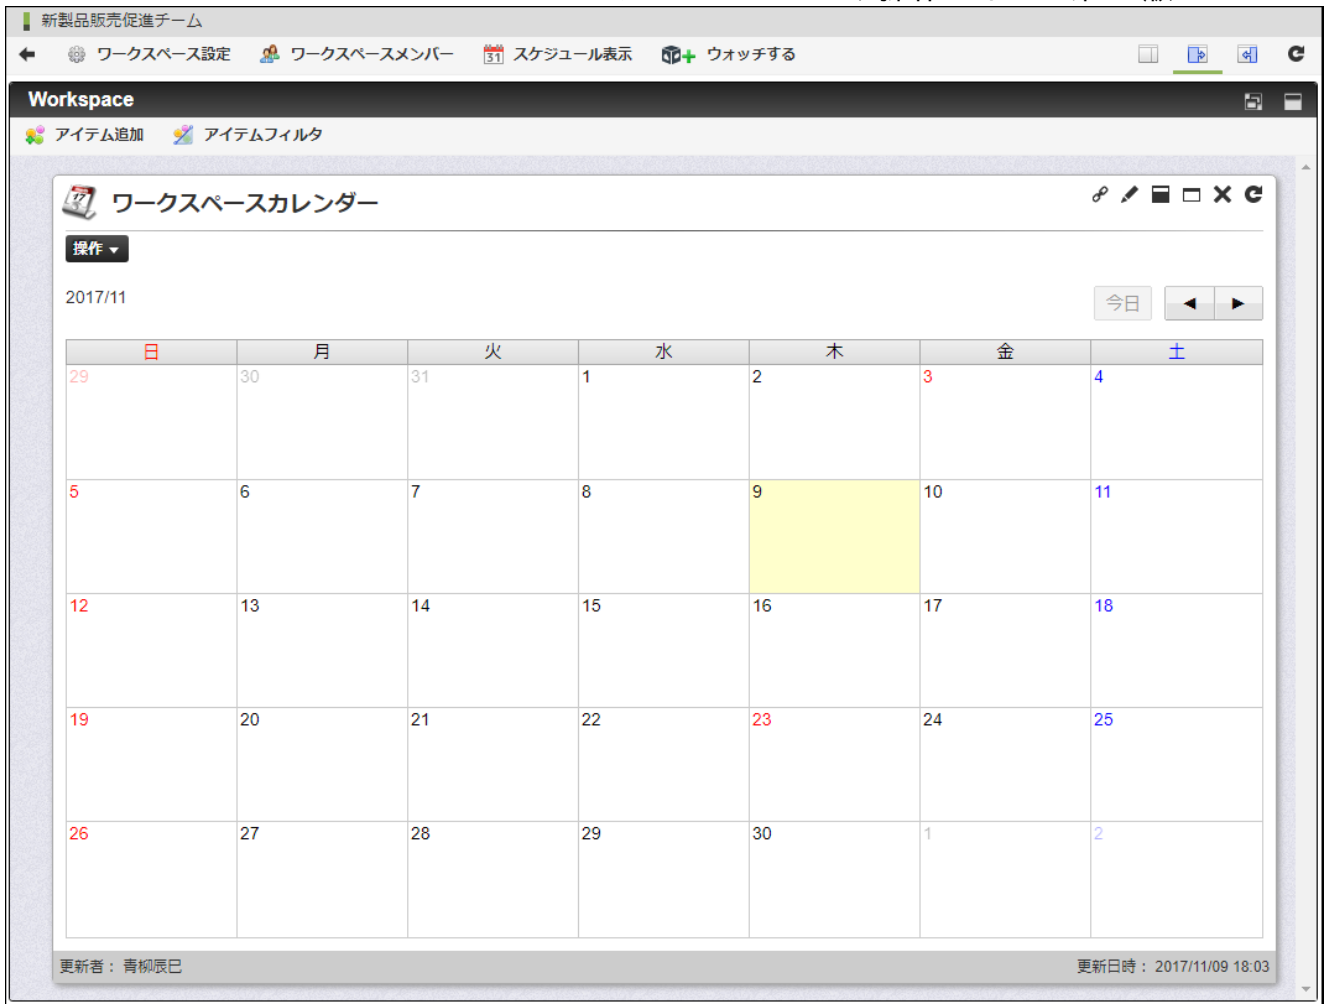 新製品販売促進チーム
ワークスペース設定 ワークスペースメンバー 31 スケジュール表示 ウォッチする
Workspace
アイテム追加 アイテムフィルタ
17 ワークスペースカレンダー
操作
2017/11 今日
日 月 火 水 木 金 土
29 30 31 1 2 3 4
5 6 7 8 9 10 11
12 13 14 15 16 17 18
19 20 21 22 23 24 25
26 27 28 29 30 1 2
更新者： 青柳辰巳 更新日時： 2017/11/09 18:03